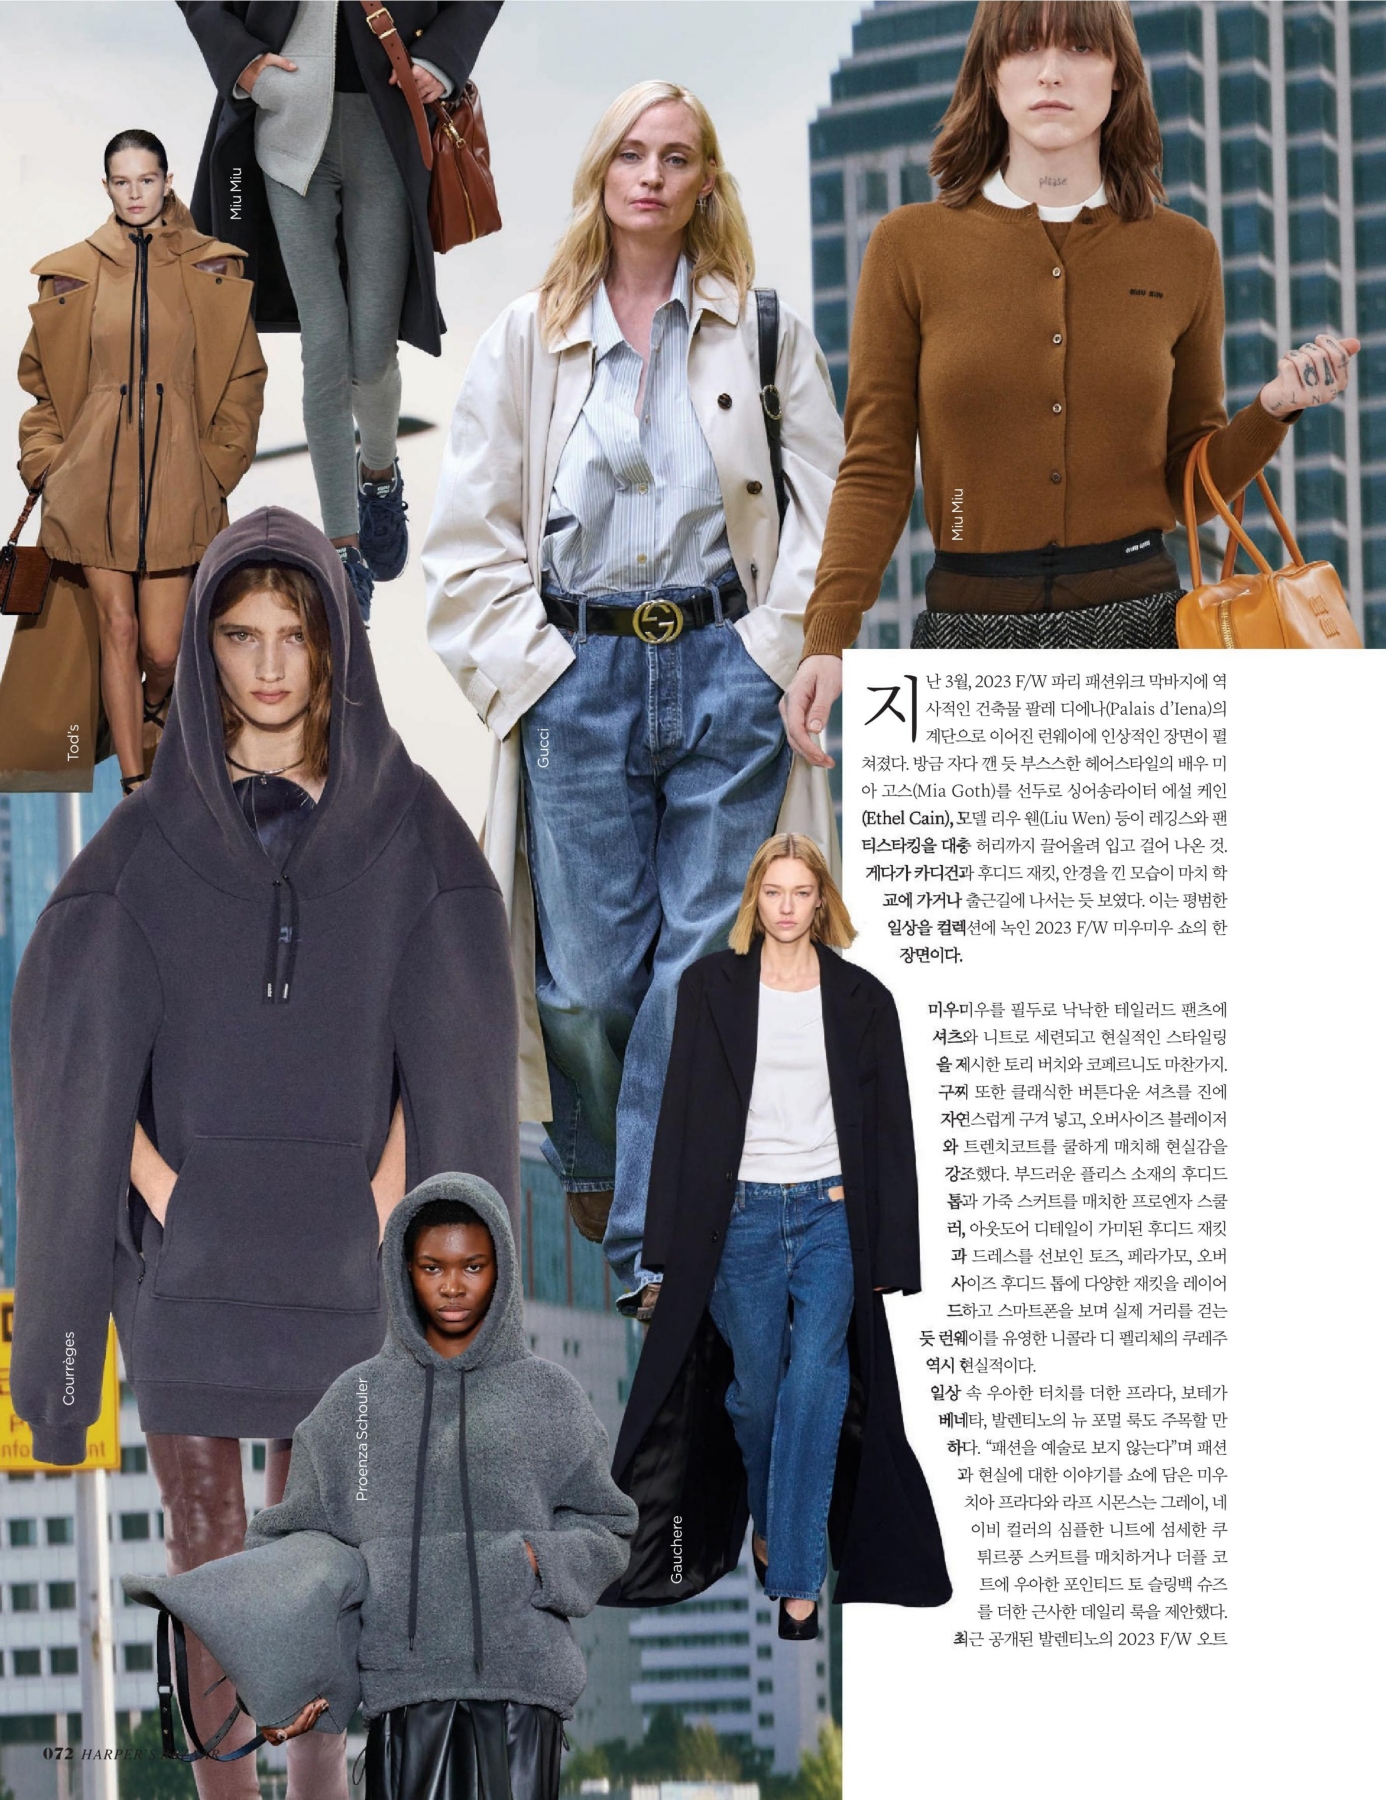 Miu Miu
please
miu miu
Miu Miu
miu miu
Tod's
Gucci
Courrèges
Proenza Schouler
Gauchere
지난 3월, 2023 F/W 파리 패션위크 막바지에 역
사적인 건축물 팔레 디에나(Palais d'Iena)의
계단으로 이어진 런웨이에 인상적인 장면이 펼
쳐졌다. 방금 자다 깬 듯 부스스한 헤어스타일의 배우 미
아 고스(Mia Goth)를 선두로 싱어송라이터 에설 케인
(Ethel Cain), 모델 리우 웬(Liu Wen) 등이 레깅스와 팬
티스타킹을 대충 허리까지 끌어올려 입고 걸어 나온 것.
게다가 카디건과 후디드 재킷, 안경을 낀 모습이 마치 학
교에 가거나 출근길에 나서는 듯 보였다. 이는 평범한
일상을 컬렉션에 녹인 2023 F/W 미우미우 쇼의 한
장면이다.
미우미우를 필두로 낙낙한 테일러드 팬츠에
셔츠와 니트로 세련되고 현실적인 스타일링
을 제시한 토리 버치와 코페르니도 마찬가지.
구찌 또한 클래식한 버튼다운 셔츠를 진에
자연스럽게 구겨 넣고, 오버사이즈 블레이저
와 트렌치코트를 쿨하게 매치해 현실감을
강조했다. 부드러운 플리스 소재의 후디드
톱과 가죽 스커트를 매치한 프로엔자 스쿨
러, 아웃도어 디테일이 가미된 후디드 재킷
과 드레스를 선보인 토즈, 페라가모, 오버
사이즈 후디드 톱에 다양한 재킷을 레이어
드하고 스마트폰을 보며 실제 거리를 걷는
듯 런웨이를 유영한 니콜라 디 펠리체의 쿠레주
역시 현실적이다.
일상 속 우아한 터치를 더한 프라다, 보테가
베네타, 발렌티노의 뉴 포멀 룩도 주목할 만
하다. “패션을 예술로 보지 않는다”며 패션
과 현실에 대한 이야기를 쇼에 담은 미우
치아 프라다와 라프 시몬스는 그레이, 네
이비 컬러의 심플한 니트에 섬세한 쿠
튀르풍 스커트를 매치하거나 더플 코
트에 우아한 포인티드 토 슬링백 슈즈
를 더한 근사한 데일리 룩을 제안했다.
최근 공개된 발렌티노의 2023 F/W 오트
072 HARPER'S BAZAAR